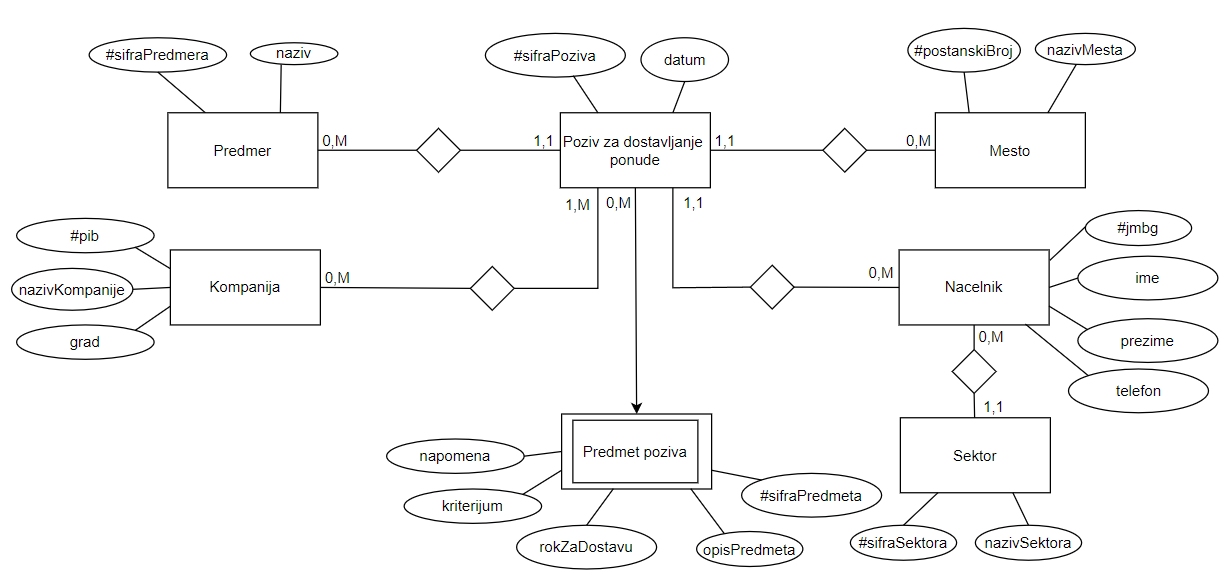 #sifraPredmera
naziv
#sifraPoziva
datum
#postanskiBroj
nazivMesta
Predmer
0,M
1,1
Poziv za dostavljanje
ponude
1,1
0,M
Mesto
1,M
0,M
1,1
#pib
nazivKompanije
grad
Kompanija
0,M
0,M
Nacelnik
#jmbg
ime
prezime
telefon
0,M
1,1
Sektor
#sifraSektora
nazivSektora
Predmet poziva
napomena
kriterijum
rokZaDostavu
opisPredmeta
#sifraPredmeta